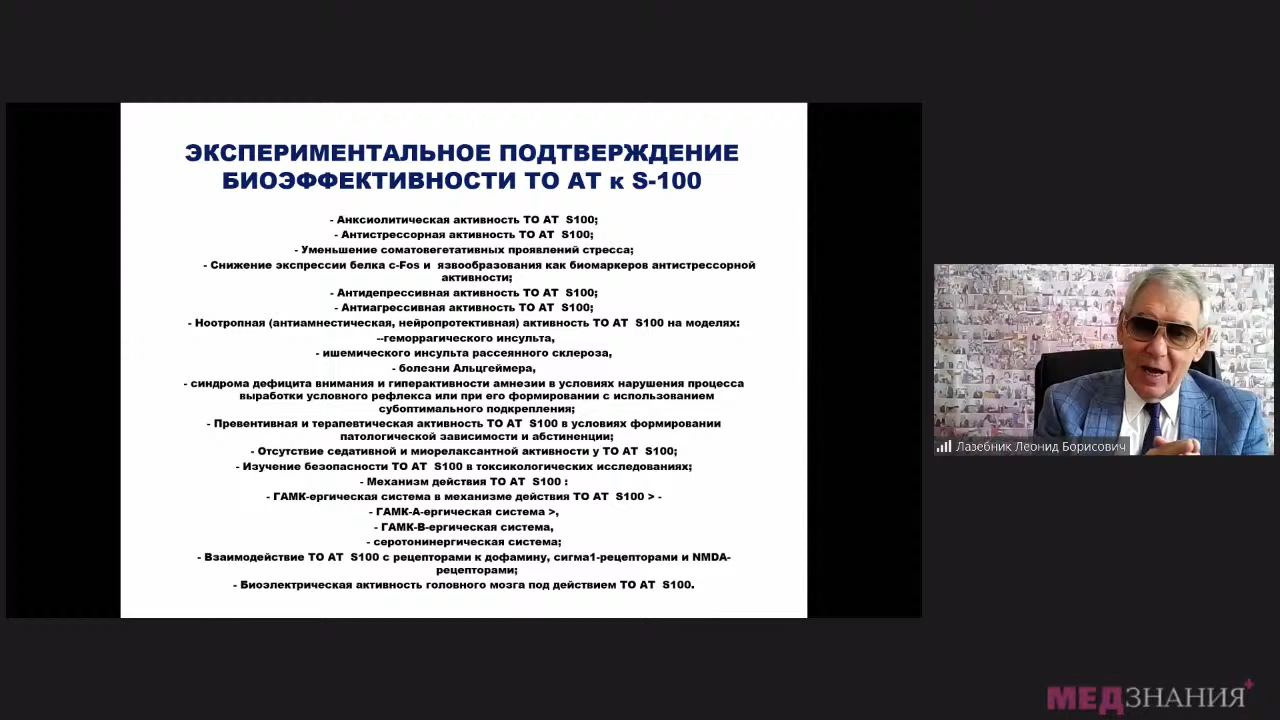 ЭКСПЕРИМЕНТАЛЬНОЕ ПОДТВЕРЖДЕНИЕ
БИОЭФФЕКТИВНОСТИ ТО АТ к S-100
- Анксиолитическая активность ТО АТ S100;
- Антистрессорная активность ТО АТ S100;
- Уменьшение соматовегетативных проявлений стресса;
- Снижение экспрессии белка c-Fos и язвообразования как биомаркеров антистрессорной
активности;
- Антидепрессивная активность ТО АТ S100;
- Антиагрессивная активность ТО АТ S100;
- Ноотропная (антиамнестическая, нейропротективная) активность ТО АТ S100 на моделях:
--геморрагического инсульта,
- ишемического инсульта рассеянного склероза,
- болезни Альцгеймера,
- синдрома дефицита внимания и гиперактивности амнезии в условиях нарушения процесса
выработки условного рефлекса или при его формировании с использованием
субоптимального подкрепления;
- Превентивная и терапевтическая активность ТО АТ S100 в условиях формировании
патологической зависимости и абстиненции;
- Отсутствие седативной и миорелаксантной активности у ТО АТ S100;
- Изучение безопасности ТО АТ S100 в токсикологических исследованиях;
- Механизм действия ТО АТ S100 :
- ГАМК-ергическая система в механизме действия ТО АТ S100 > -
- ГАМК-А-ергическая система >,
- ГАМК-В-ергическая система,
- серотонинергическая система;
- Взаимодействие ТО АТ S100 с рецепторами к дофамину, сигма1-рецепторами и NMDA-
рецепторами;
- Биоэлектрическая активность головного мозга под действием ТО АТ S100.
Лазебник Леонид Борисович
МЕДЗНАНИЯ+